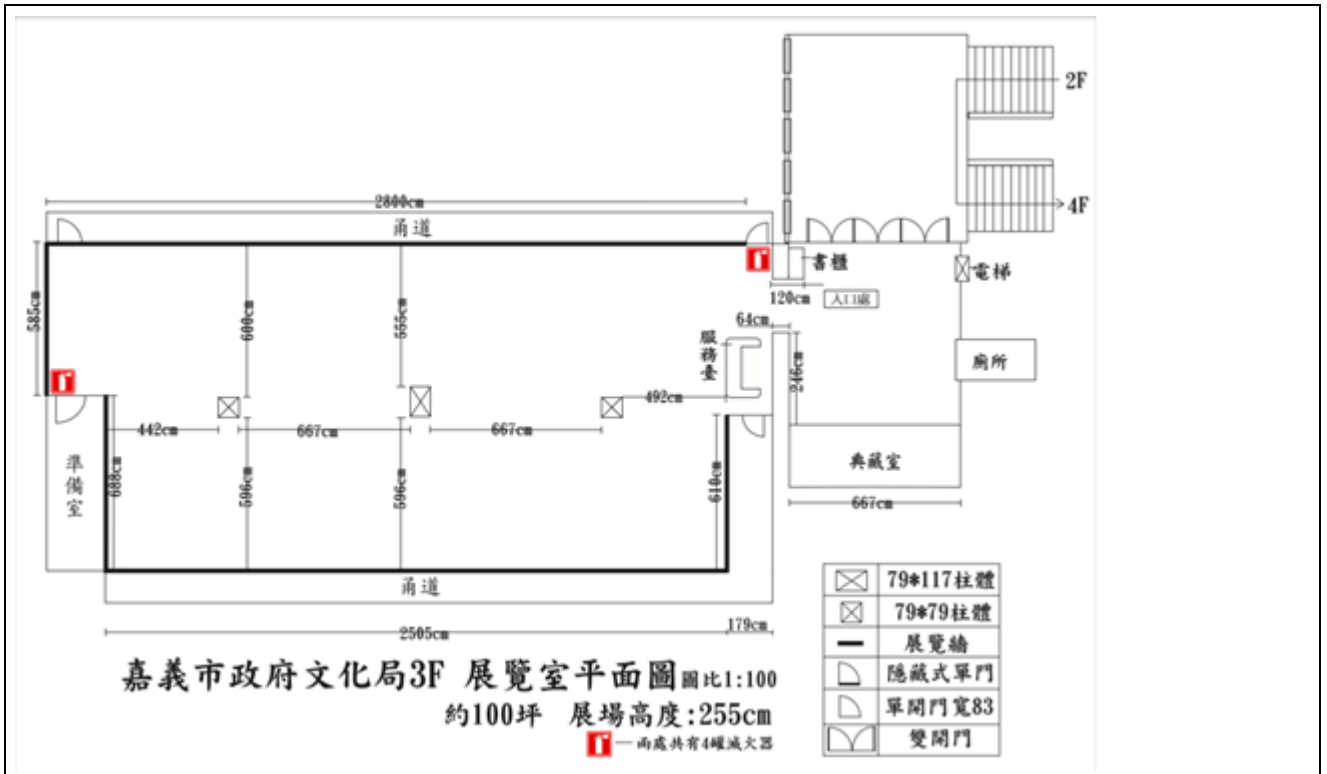 2F
4F
2800cm
甬道
書櫃
電梯
120cm
入口處
64cm
585cm
600cm
555cm
服務臺
246cm
廁所
492cm
442cm
667cm
667cm
準備室
688cm
596cm
596cm
610cm
典藏室
667cm
甬道
2505cm
179cm
79*117柱體
79*79柱體
展覽牆
隱藏式單門
單開門寬83
雙開門
嘉義市政府文化局3F 展覽室平面圖 圖比1:100
約100坪 展場高度:255cm
—兩處共有4罐滅火器